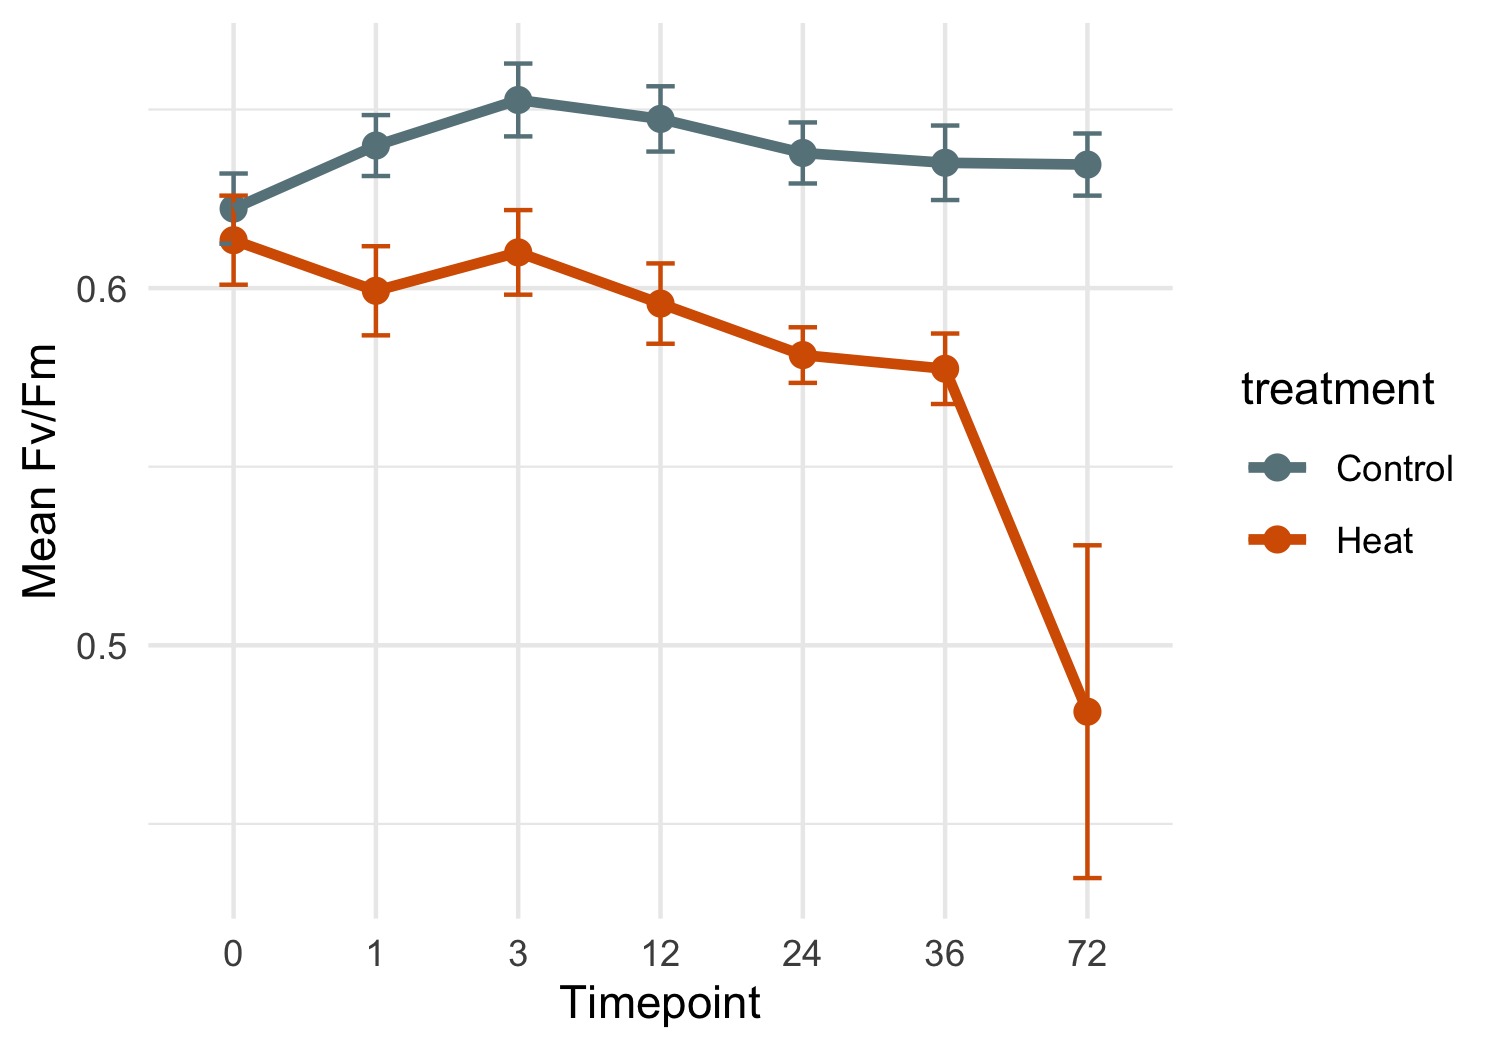 Mean Fv/Fm
0.6
0.5
0 1 3 12 24 36 72
Timepoint
treatment
Control
Heat